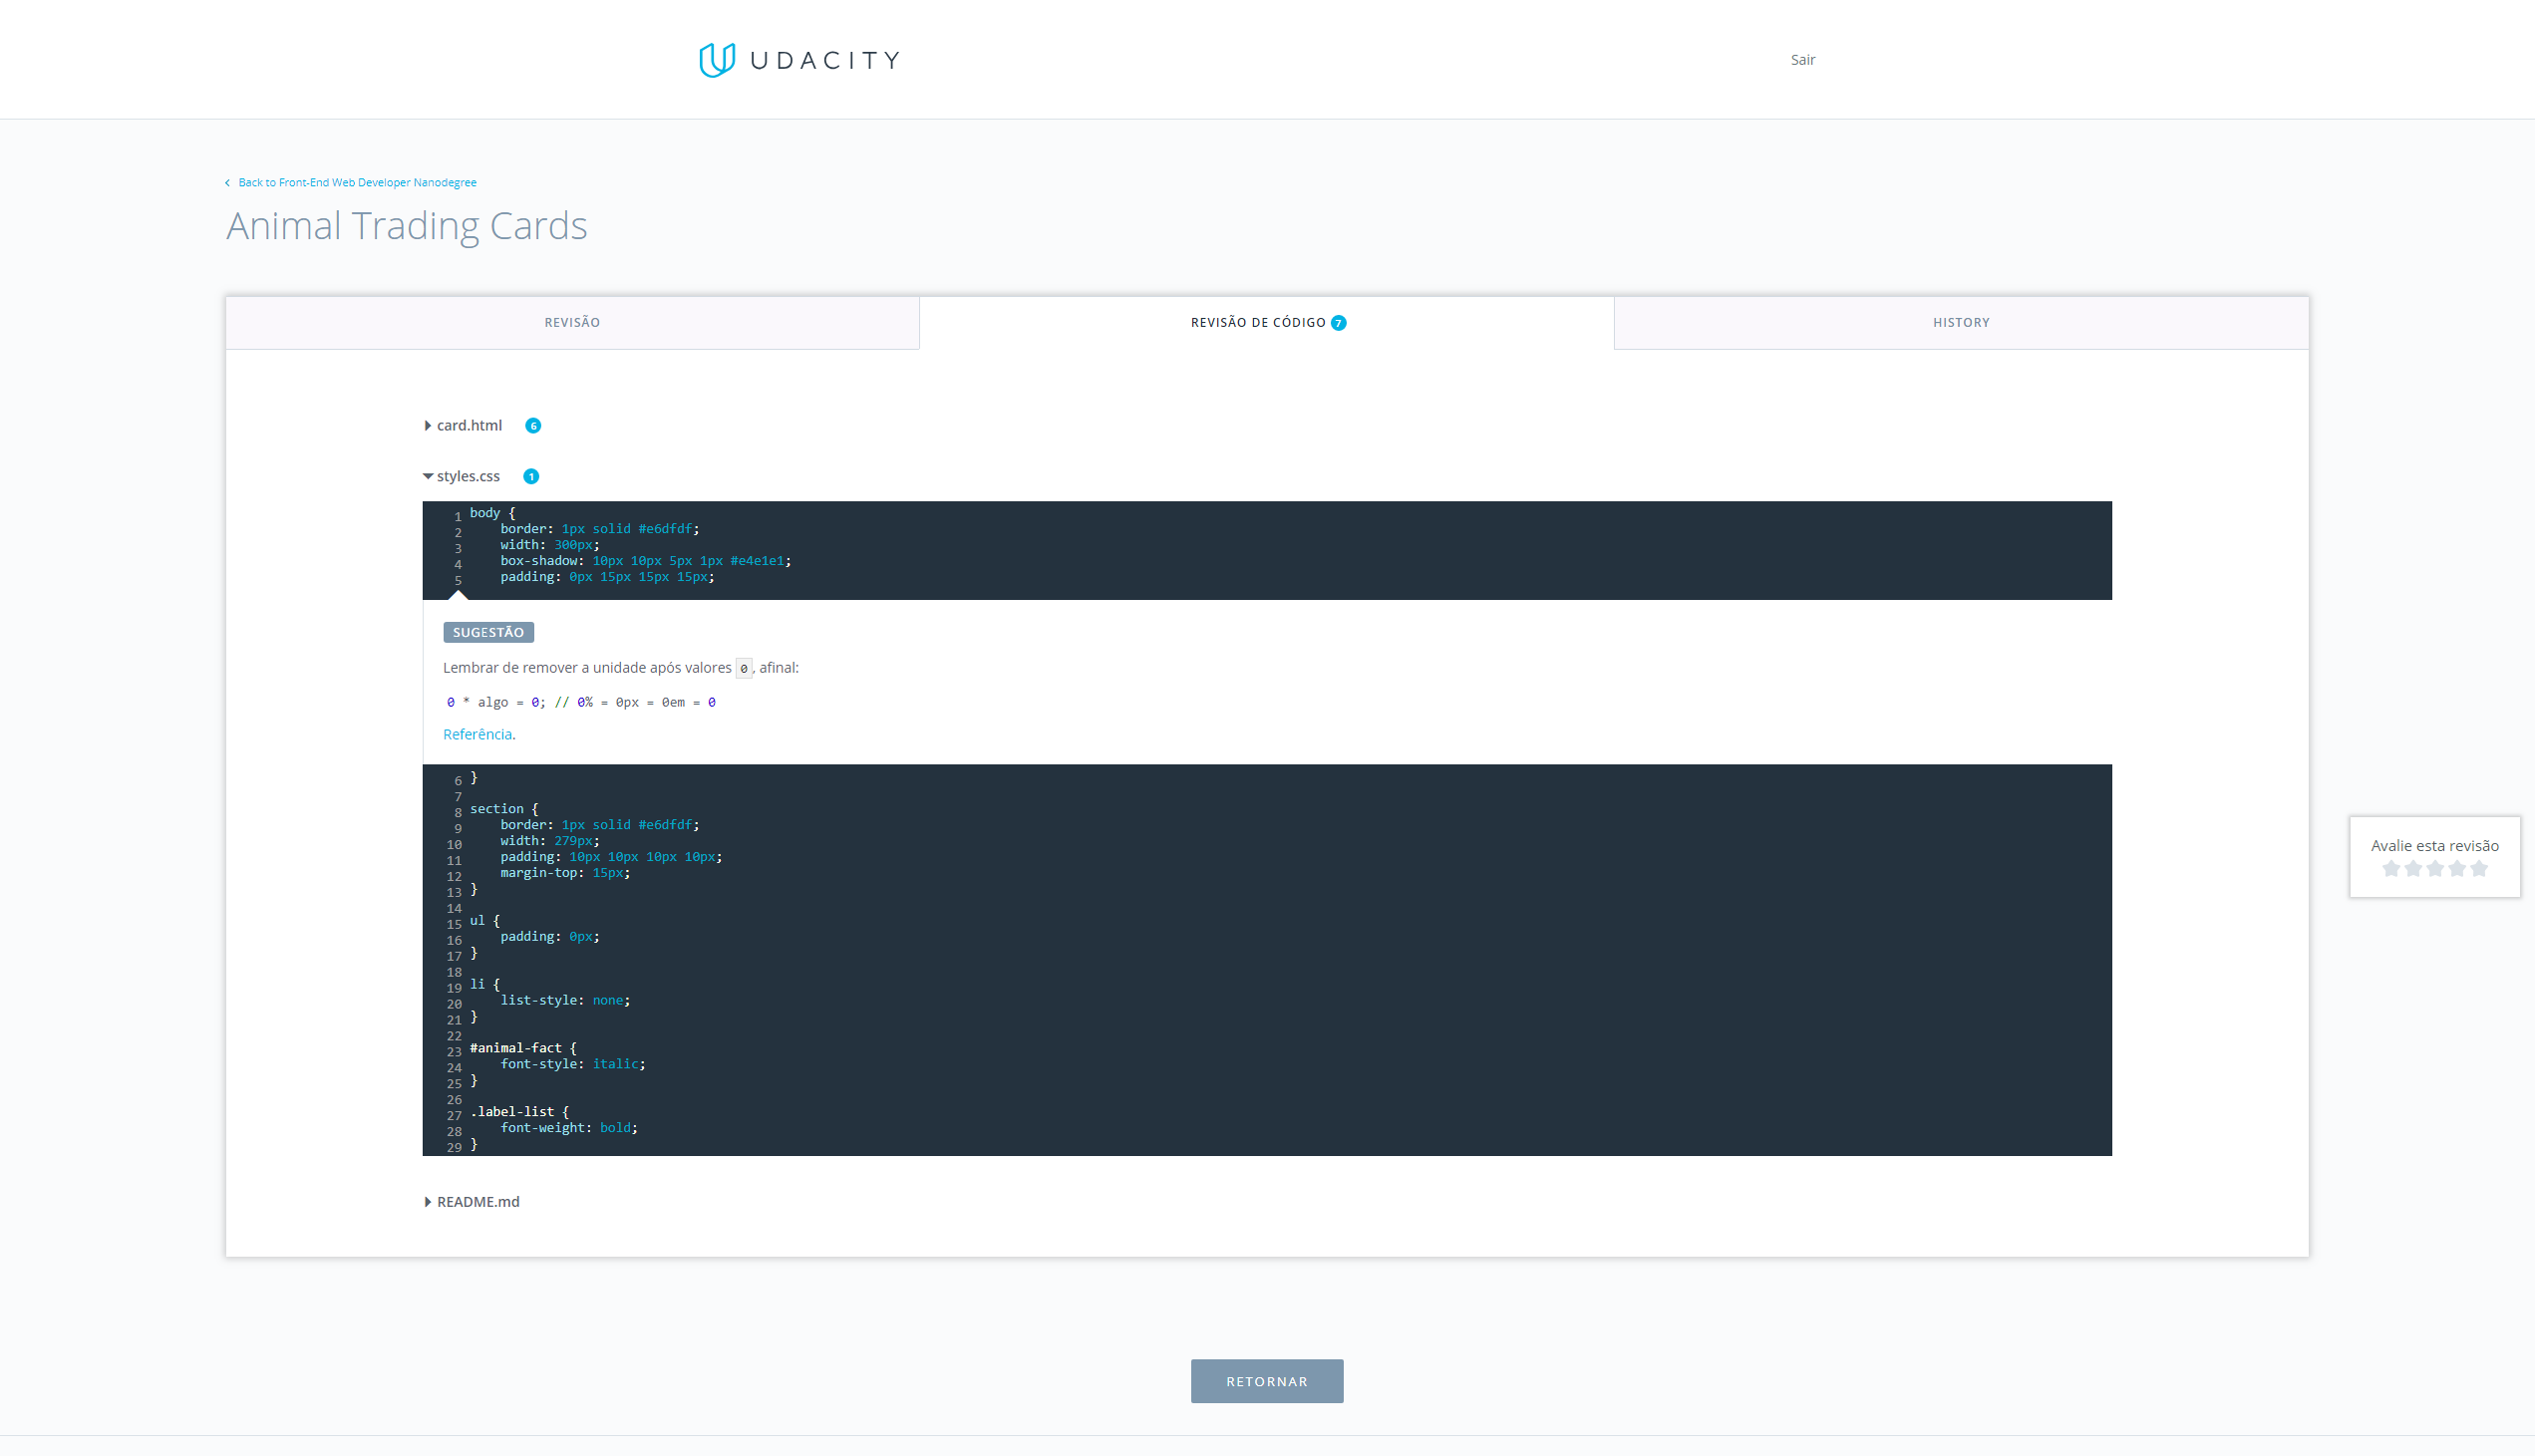 UDACITY
Sair
Back to Front-End Web Developer Nanodegree
Animal Trading Cards
REVISÃO
REVISÃO DE CÓDIGO 7
HISTORY
card.html 6
styles.css 1
1 body {
2 border: 1px solid #e6dfdf;
3 width: 300px;
4 box-shadow: 10px 10px 5px 1px #e4e1e1;
5 padding: 0px 15px 15px 15px;
SUGESTÃO
Lembrar de remover a unidade após valores 0, afinal:
0 * algo = 0; // 0% = 0px = 0em = 0
Referência.
6 }
7
8 section {
9 border: 1px solid #e6dfdf;
10 width: 279px;
11 padding: 10px 10px 10px 10px;
12 margin-top: 15px;
13 }
14
15 ul {
16 padding: 0px;
17 }
18
19 li {
20 list-style: none;
21 }
22
23 #animal-fact {
24 font-style: italic;
25 }
26
27 .label-list {
28 font-weight: bold;
29 }
Avalie esta revisão
README.md
RETORNAR